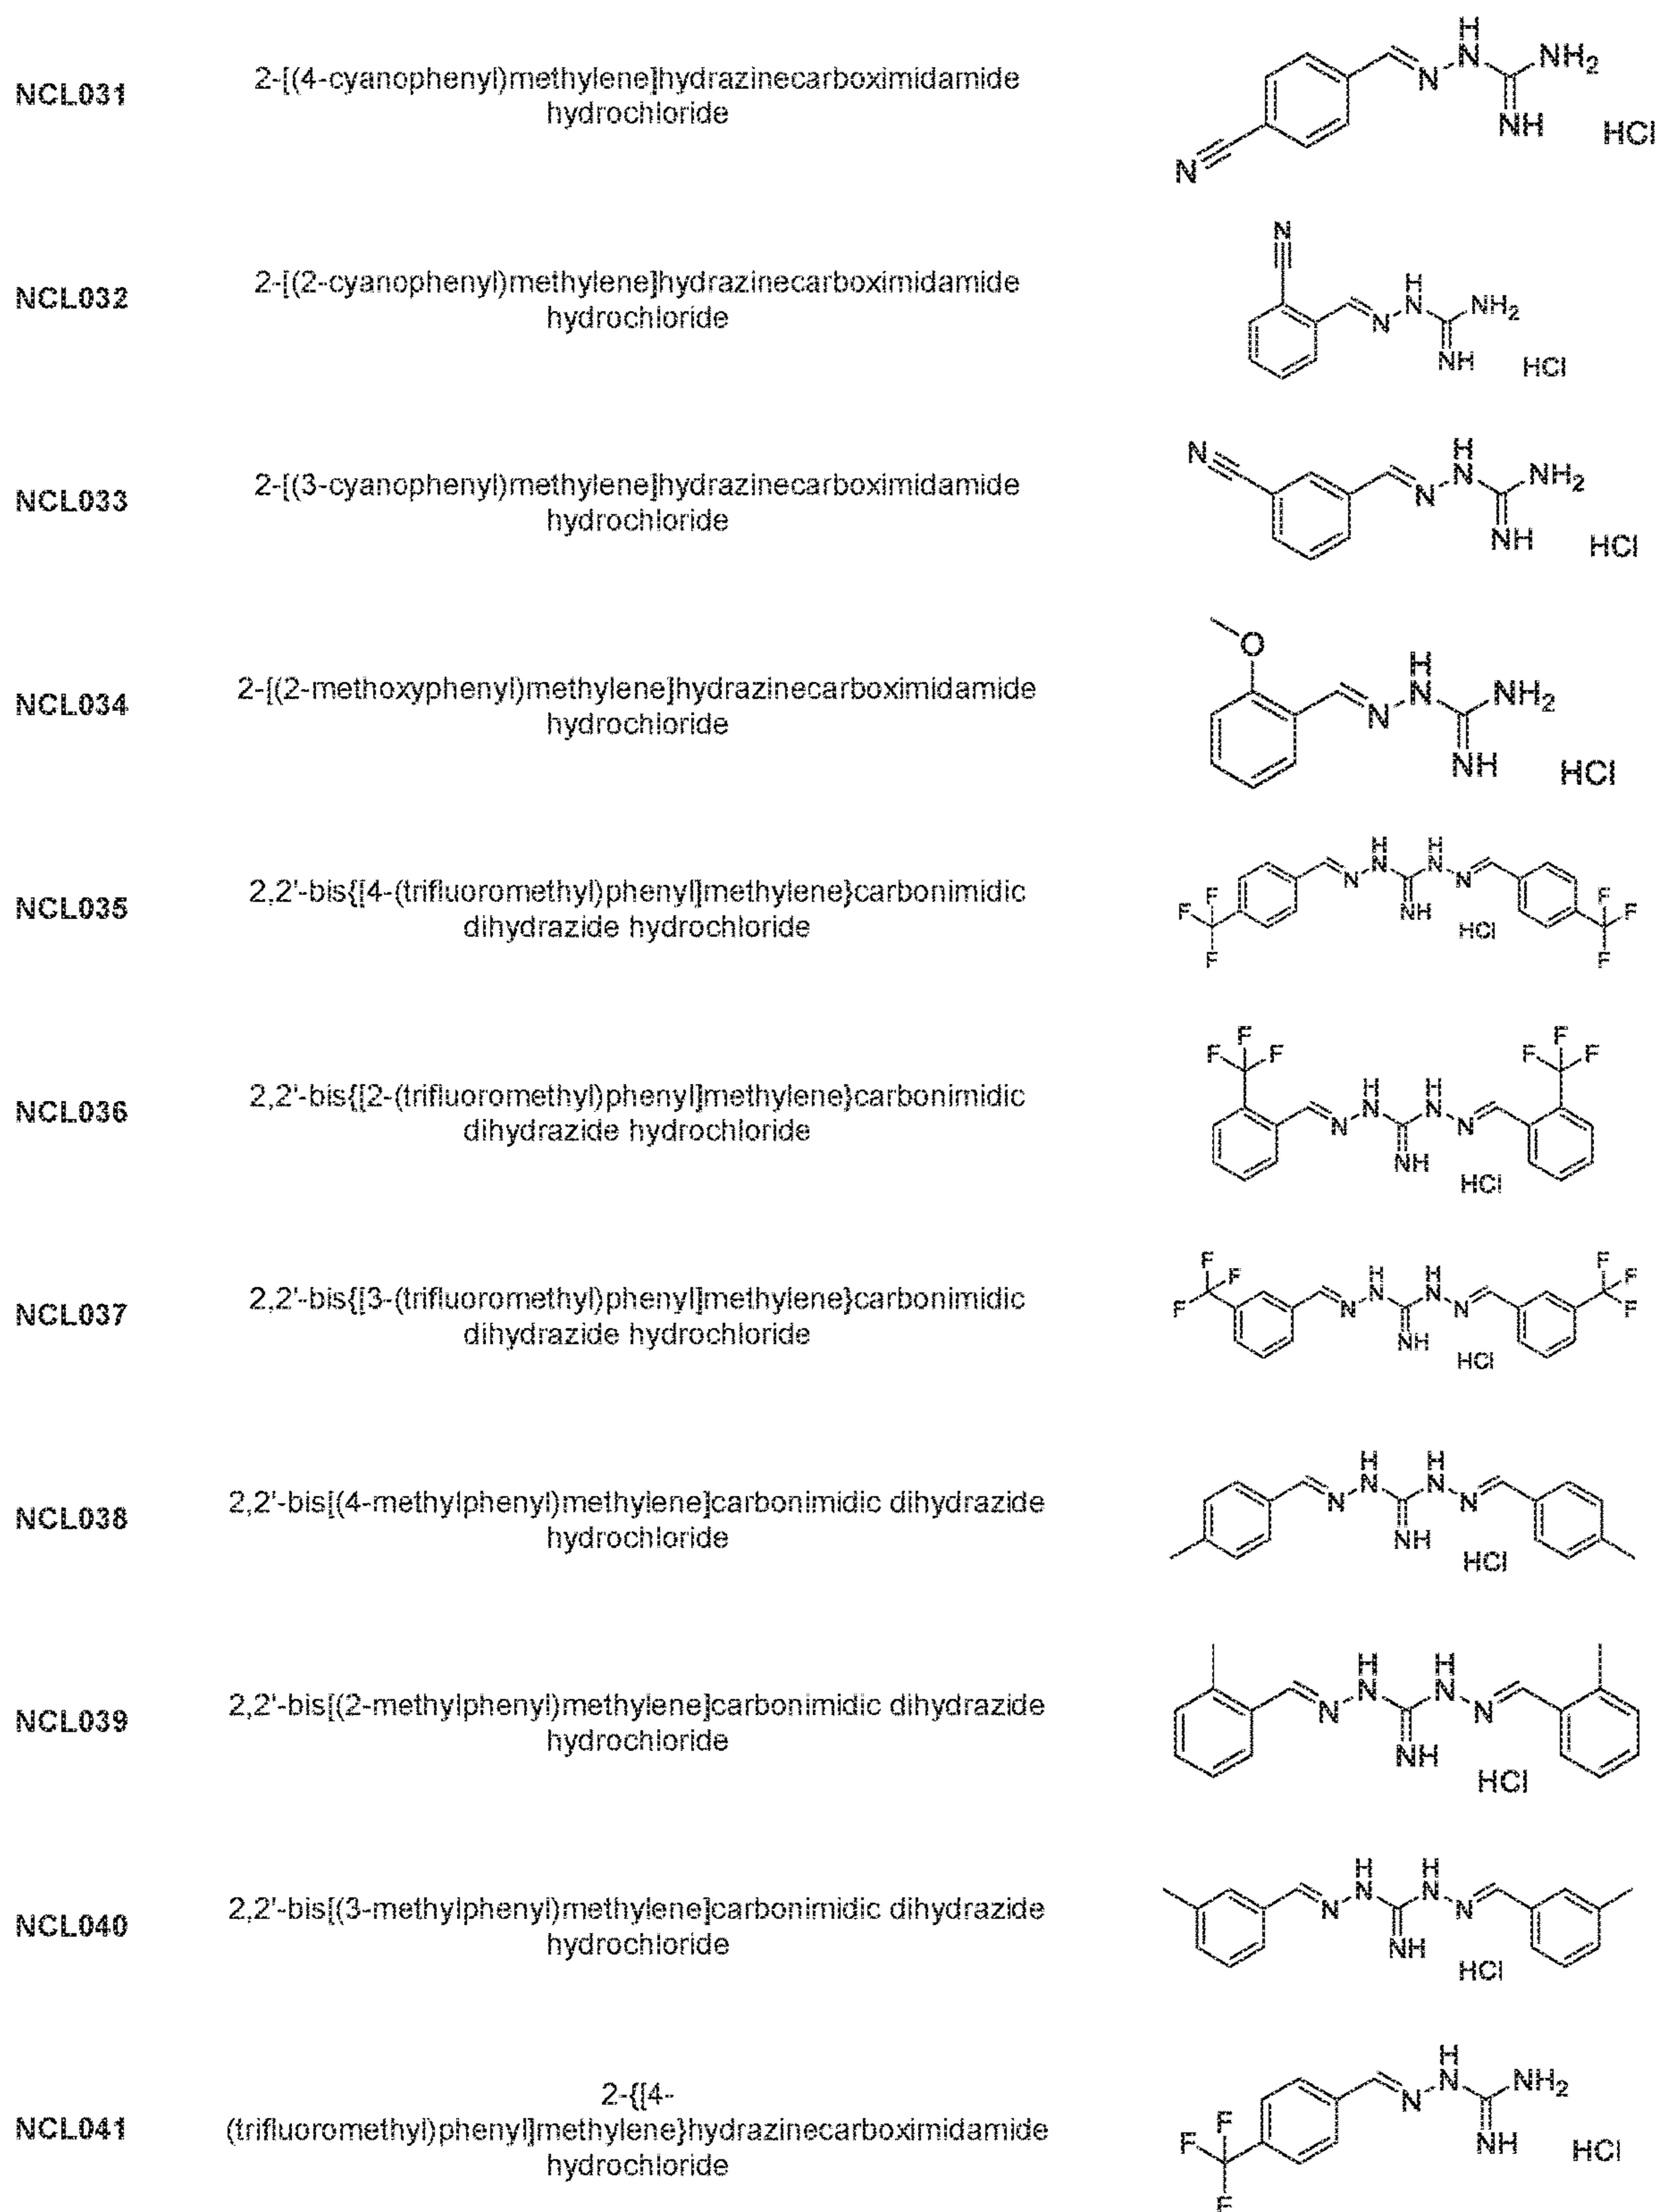 NCL031
2-[(4-cyanophenyl)methylene]hydrazinecarboximidamide
hydrochloride
H
N
NH2
N
NH
HCl
N
NCL032
2-[(2-cyanophenyl)methylene]hydrazinecarboximidamide
hydrochloride
N
H
N
NH2
N
NH
HCl
NCL033
2-[(3-cyanophenyl)methylene]hydrazinecarboximidamide
hydrochloride
N
H
N
NH2
N
NH
HCl
NCL034
2-[(2-methoxyphenyl)methylene]hydrazinecarboximidamide
hydrochloride
O
H
N
NH2
N
NH
HCl
NCL035
2,2'-bis{[4-(trifluoromethyl)phenyl]methylene}carbonimidic
dihydrazide hydrochloride
H H
N N
N N
F NH F
F F HCl F F
F F
NCL036
2,2'-bis{[2-(trifluoromethyl)phenyl]methylene}carbonimidic
dihydrazide hydrochloride
F F
F F F F
H H
N N
N N
NH
HCl
NCL037
2,2'-bis{[3-(trifluoromethyl)phenyl]methylene}carbonimidic
dihydrazide hydrochloride
F F
F H H F
F N N F
N N
NH
HCl
NCL038
2,2'-bis[(4-methylphenyl)methylene]carbonimidic dihydrazide
hydrochloride
H H
N N
N N
NH
HCl
NCL039
2,2'-bis[(2-methylphenyl)methylene]carbonimidic dihydrazide
hydrochloride
H H
N N
N N
NH
HCl
NCL040
2,2'-bis[(3-methylphenyl)methylene]carbonimidic dihydrazide
hydrochloride
H H
N N
N N
NH
HCl
NCL041
2-{[4-
(trifluoromethyl)phenyl]methylene}hydrazinecarboximidamide
hydrochloride
H
N
NH2
N
F
F
NH
HCl
F